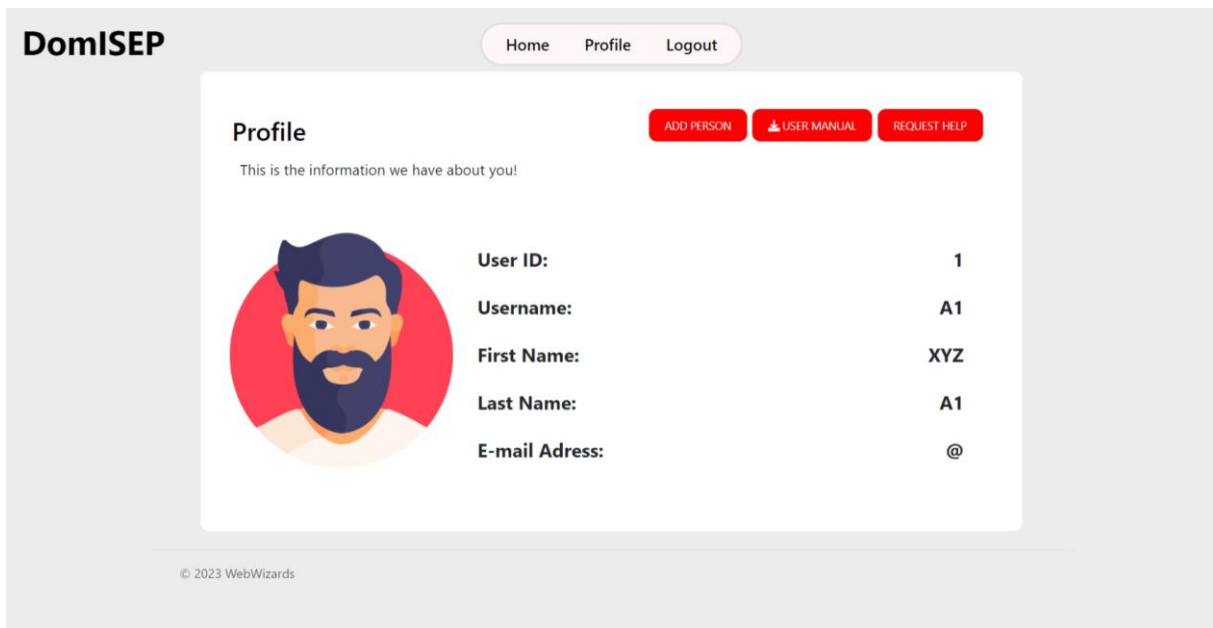 DomISEP
Home Profile Logout
Profile
ADD PERSON USER MANUAL REQUEST HELP
This is the information we have about you!
User ID: 1
Username: A1
First Name: XYZ
Last Name: A1
E-mail Adress: @
© 2023 WebWizards